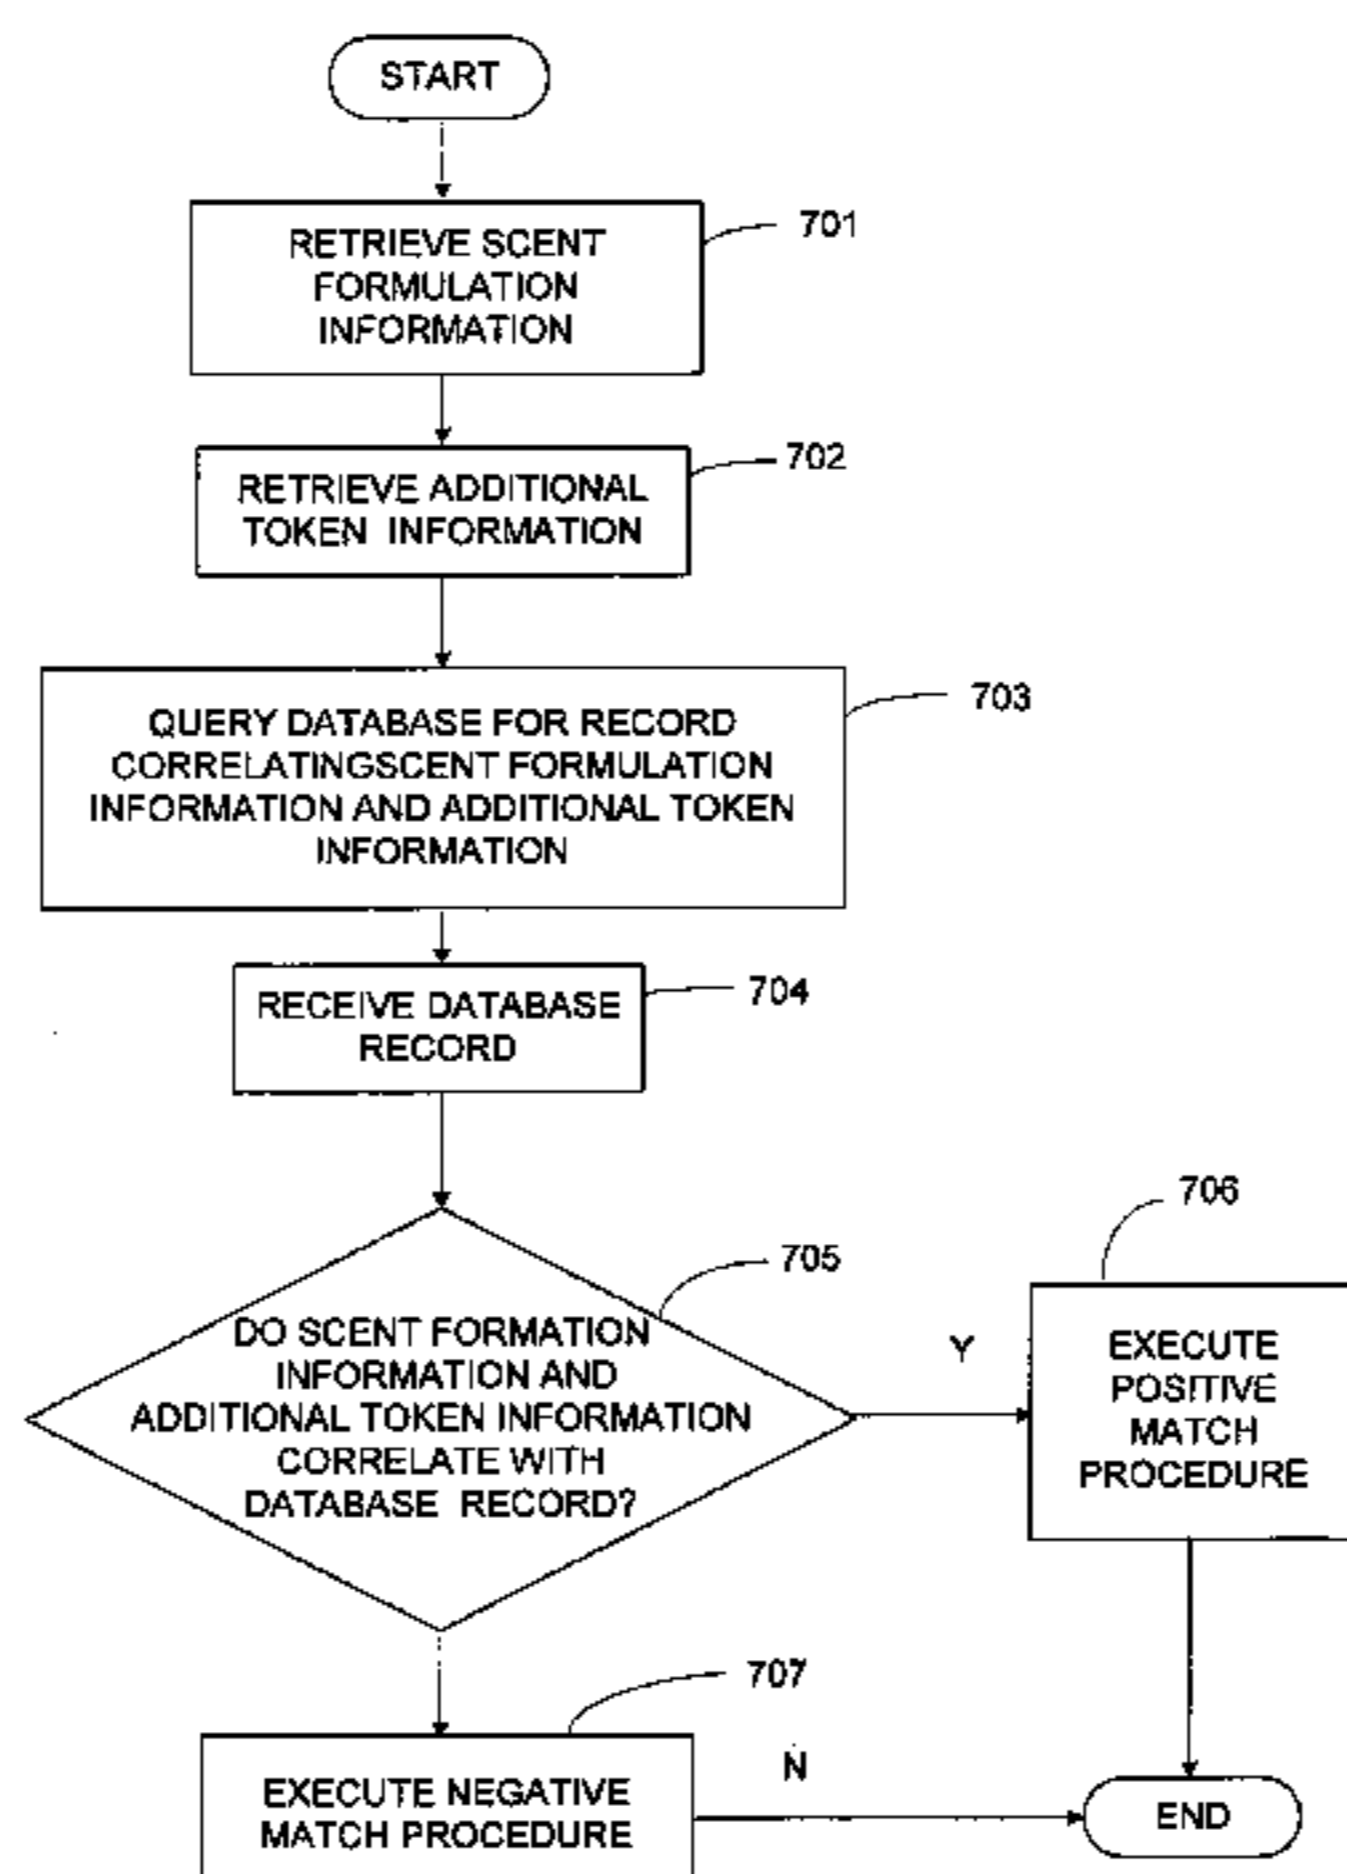 START
RETRIEVE SCENT
FORMULATION
INFORMATION
701
RETRIEVE ADDITIONAL
TOKEN INFORMATION
702
QUERY DATABASE FOR RECORD
CORRELATINGSCENT FORMULATION
INFORMATION AND ADDITIONAL TOKEN
INFORMATION
703
RECEIVE DATABASE
RECORD
704
DO SCENT FORMATION
INFORMATION AND
ADDITIONAL TOKEN INFORMATION
CORRELATE WITH
DATABASE RECORD?
705
Y
706
EXECUTE
POSITIVE
MATCH
PROCEDURE
707
EXECUTE NEGATIVE
MATCH PROCEDURE
N
END